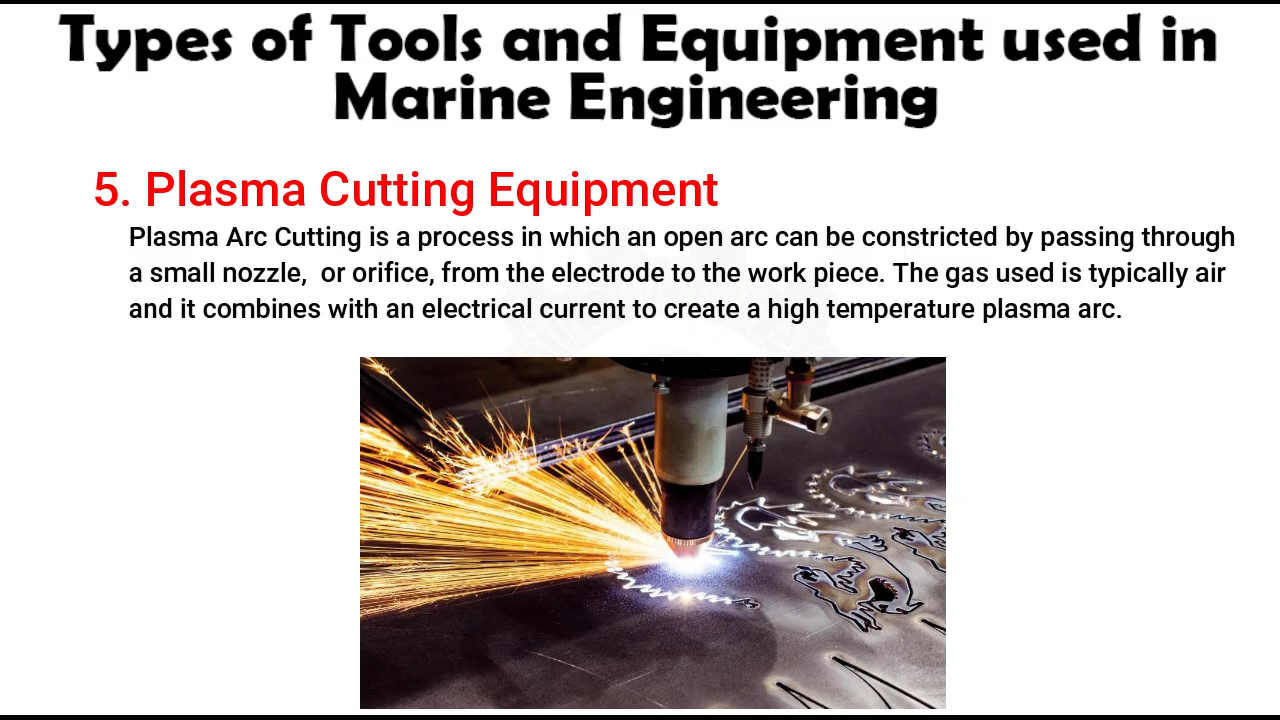 Types of Tools and Equipment used in
Marine Engineering
5. Plasma Cutting Equipment
Plasma Arc Cutting is a process in which an open arc can be constricted by passing through
a small nozzle,  or orifice, from the electrode to the work piece. The gas used is typically air
and it combines with an electrical current to create a high temperature plasma arc.